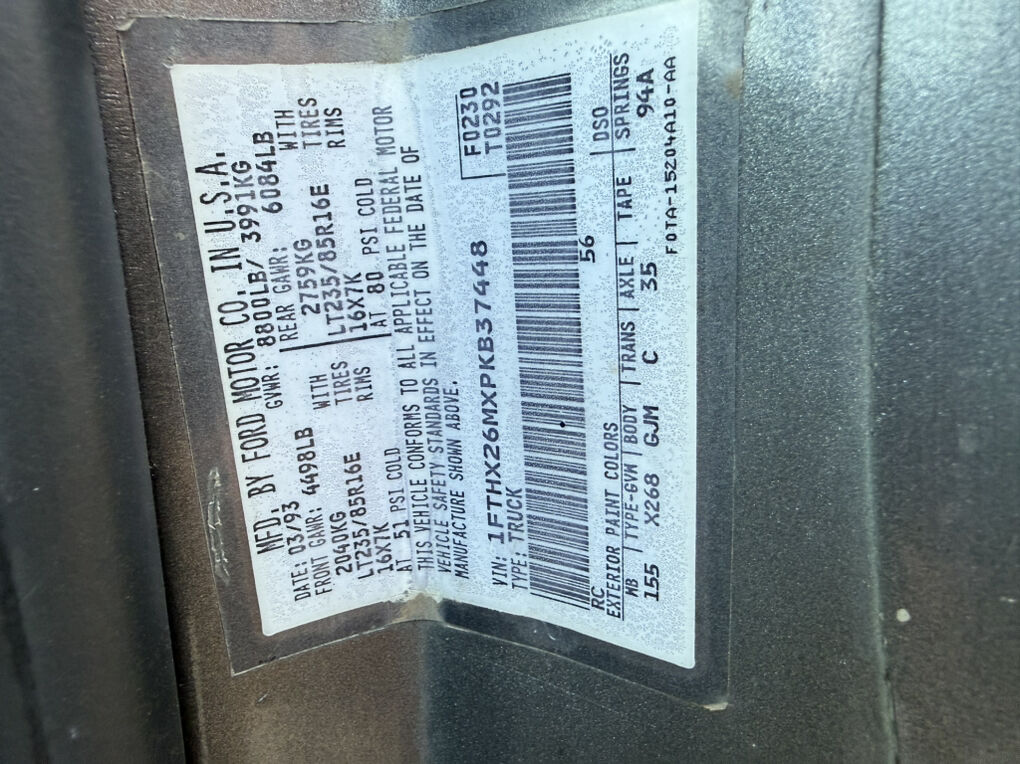 MFD. BY FORD MOTOR CO. IN U.S.A.
DATE: 03/93 GVWR: 8800LB/ 3991KG
FRONT GAWR: 4498LB REAR GAWR: 6084LB
2040KG WITH 2759KG WITH
LT235/85R16E TIRES LT235/85R16E TIRES
16X7K RIMS 16X7K RIMS
AT 51 PSI COLD AT 80 PSI COLD
THIS VEHICLE CONFORMS TO ALL APPLICABLE FEDERAL MOTOR
VEHICLE SAFETY STANDARDS IN EFFECT ON THE DATE OF
MANUFACTURE SHOWN ABOVE.
VIN: 1FTHX26MXPKB37448 F0230
TYPE: TRUCK T0292
RC 56
EXTERIOR PAINT COLORS DSO
MB TYPE-GVW BODY TRANS AXLE TAPE SPRINGS
155 X268 GJM C 35 94A
F0TA-15204A10-AA